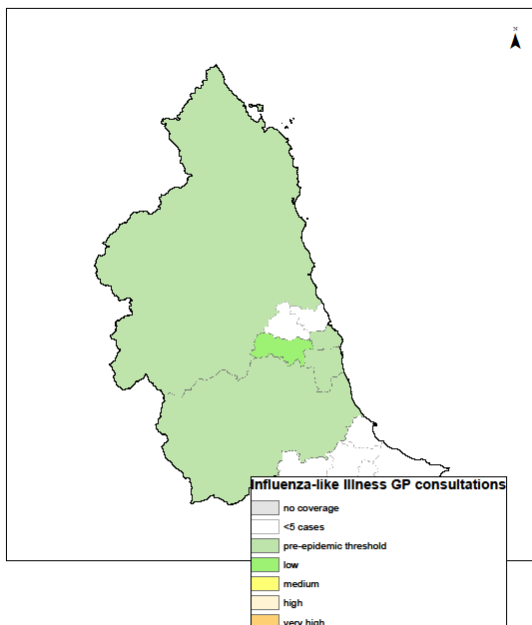 Influenza-like Illness GP consultations
no coverage
<5 cases
pre-epidemic threshold
low
medium
high
very high